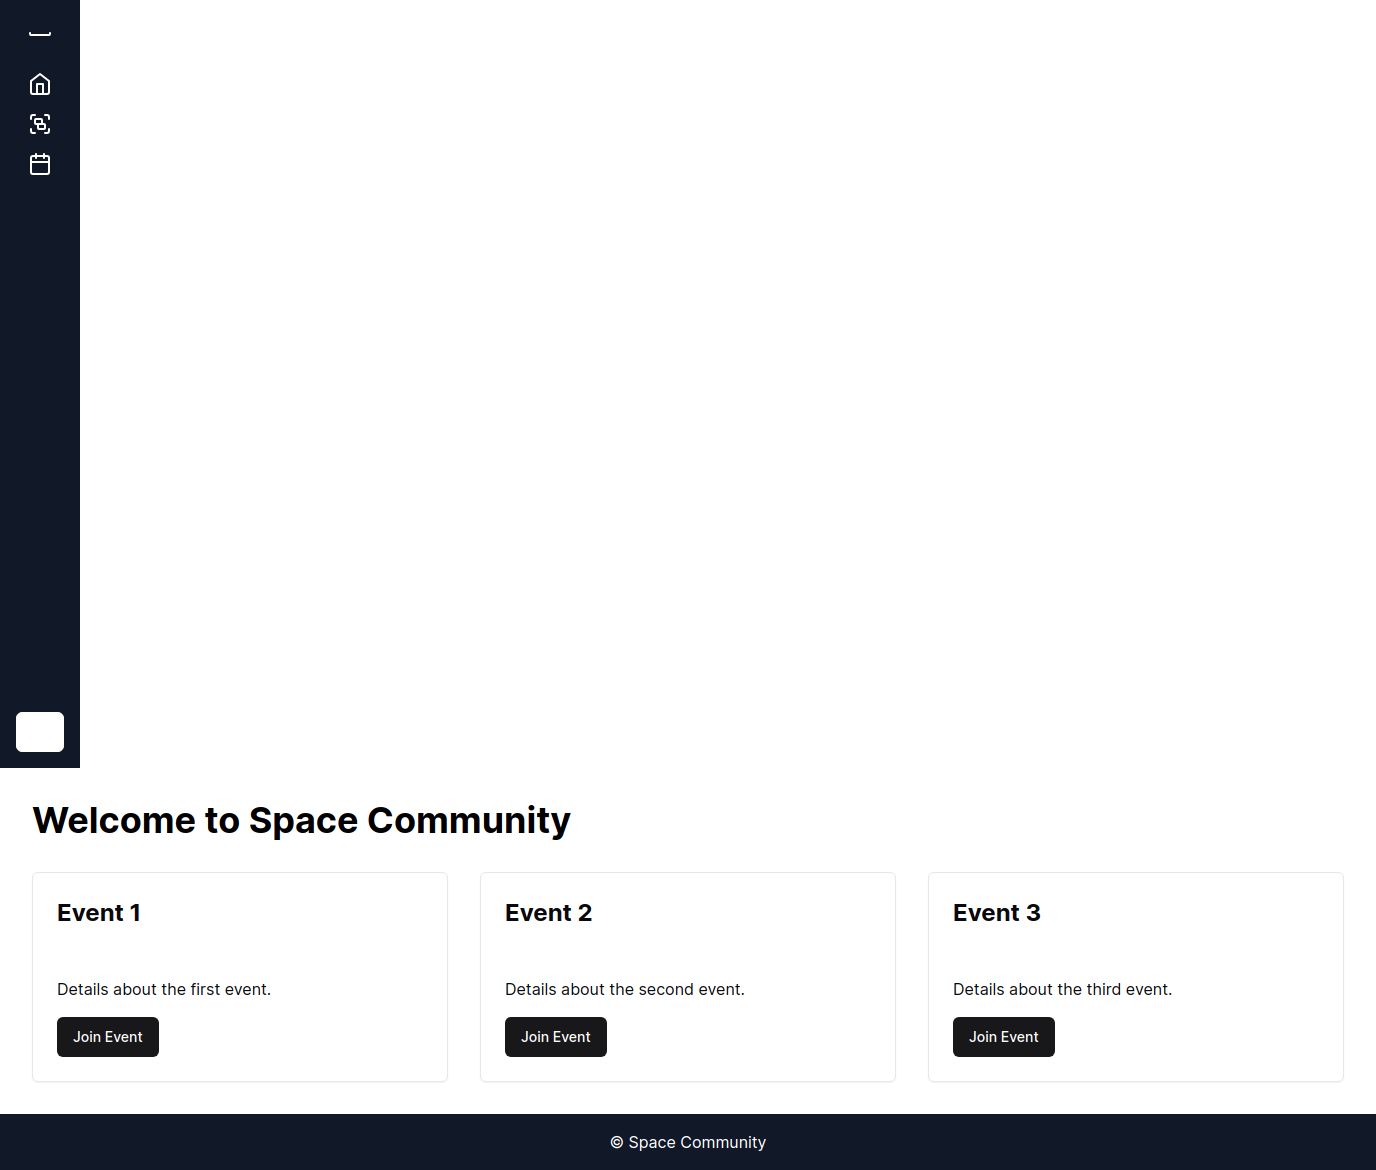 Welcome to Space Community
Event 1
Details about the first event.
Join Event
Event 2
Details about the second event.
Join Event
Event 3
Details about the third event.
Join Event
© Space Community